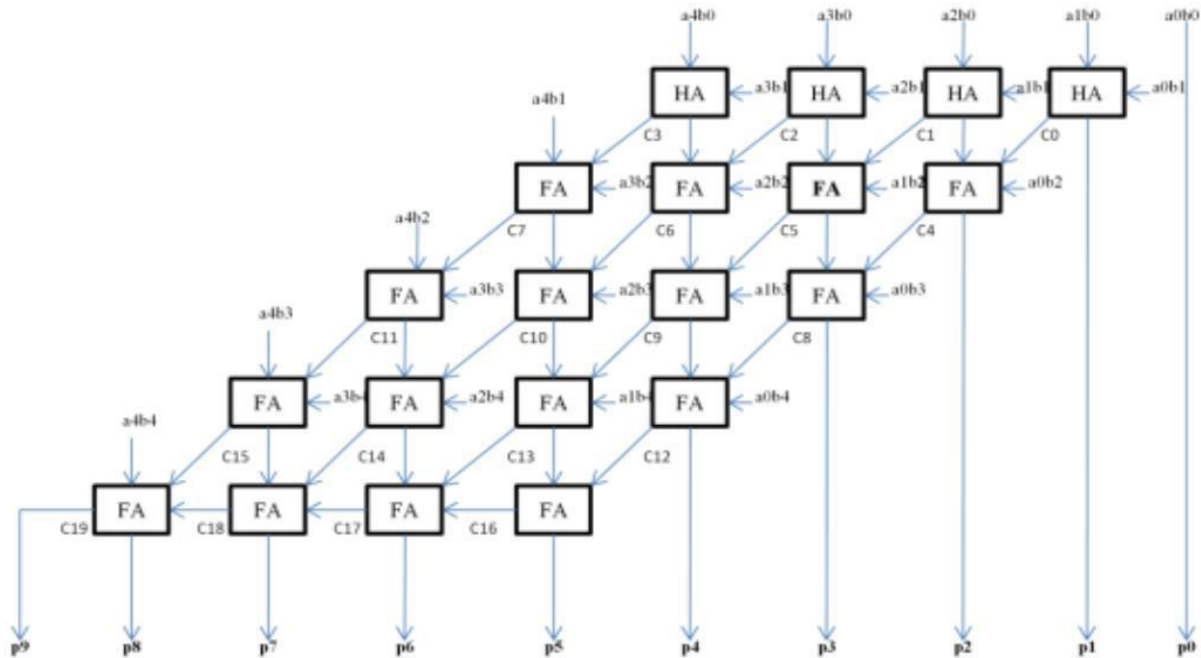 a4b0 a3b0 a2b0 a1b0 a0b0
HA a3b1 HA a2b1 HA a1b1 HA a0b1
a4b1
C3 C2 C1 C0
FA a3b2 FA a2b2 FA a1b2 FA a0b2
a4b2
C7 C6 C5 C4
FA a3b3 FA a2b3 FA a1b3 FA a0b3
a4b3
C11 C10 C9 C8
FA a3b4 FA a2b4 FA a1b4 FA a0b4
a4b4
C15 C14 C13 C12
FA FA FA FA
C19 C18 C17 C16
p9 p8 p7 p6 p5 p4 p3 p2 p1 p0